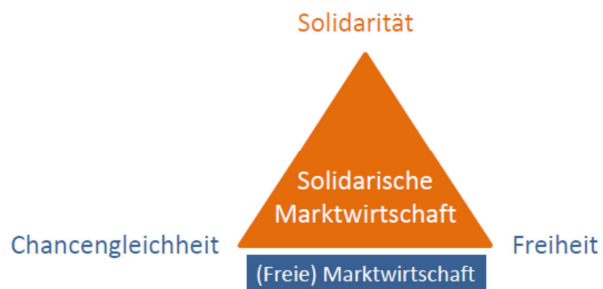 Solidarität
Solidarische
Marktwirtschaft
Chancengleichheit
Freiheit
(Freie) Marktwirtschaft